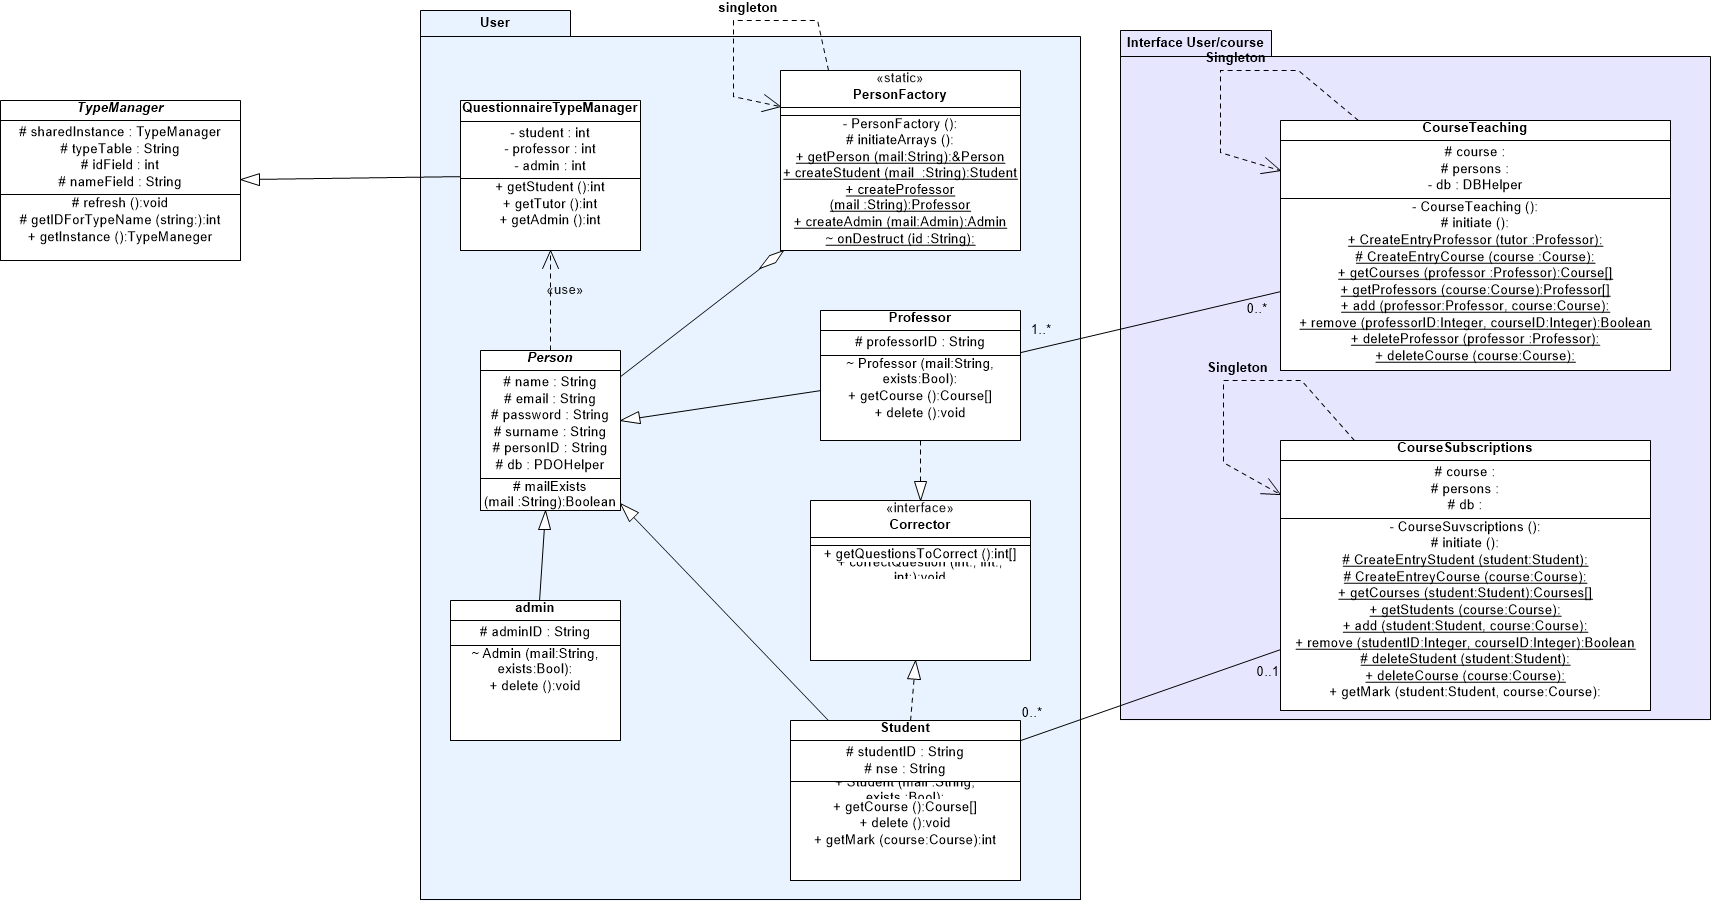 singleton
User
Interface User/course
Singleton
TypeManager
# sharedInstance : TypeManager
# typeTable : String
# idField : int
# nameField : String
# refresh ():void
# getIDForTypeName (string:):int
+ getInstance ():TypeManeger
QuestionnaireTypeManager
- student : int
- professor : int
- admin : int
+ getStudent ():int
+ getTutor ():int
+ getAdmin ():int
«use»
«static»
PersonFactory
- PersonFactory ():
# initiateArrays ():
+ getPerson (mail:String):&Person
+ createStudent (mail :String):Student
+ createProfessor
(mail :String):Professor
+ createAdmin (mail:Admin):Admin
~ onDestruct (id :String):
Person
# name : String
# email : String
# password : String
# surname : String
# personID : String
# db : PDOHelper
# mailExists
(mail :String):Boolean
Professor
# professorID : String
~ Professor (mail:String,
exists:Bool):
+ getCourse ():Course[]
+ delete ():void
1..*
0..*
«interface»
Corrector
+ getQuestionsToCorrect ():int[]
+ correctQuestion (int:, int:,
int:):void
admin
# adminID : String
~ Admin (mail:String,
exists:Bool):
+ delete ():void
Student
# studentID : String
# nse : String
+ Student (mail :String,
exists :Bool):
+ getCourse ():Course[]
+ delete ():void
+ getMark (course:Course):int
0..*
0..1
CourseTeaching
# course :
# persons :
- db : DBHelper
- CourseTeaching ():
# initiate ():
+ CreateEntryProfessor (tutor :Professor):
# CreateEntryCourse (course :Course):
+ getCourses (professor :Professor):Course[]
+ getProfessors (course:Course):Professor[]
+ add (professor:Professor, course:Course):
+ remove (professorID:Integer, courseID:Integer):Boolean
+ deleteProfessor (professor :Professor):
+ deleteCourse (course:Course):
Singleton
CourseSubscriptions
# course :
# persons :
# db :
- CourseSuvscriptions ():
# initiate ():
# CreateEntryStudent (student:Student):
# CreateEntreyCourse (course:Course):
+ getCourses (student:Student):Courses[]
+ getStudents (course:Course):
+ add (student:Student, course:Course):
+ remove (studentID:Integer, courseID:Integer):Boolean
# deleteStudent (student:Student):
+ deleteCourse (course:Course):
+ getMark (student:Student, course:Course):